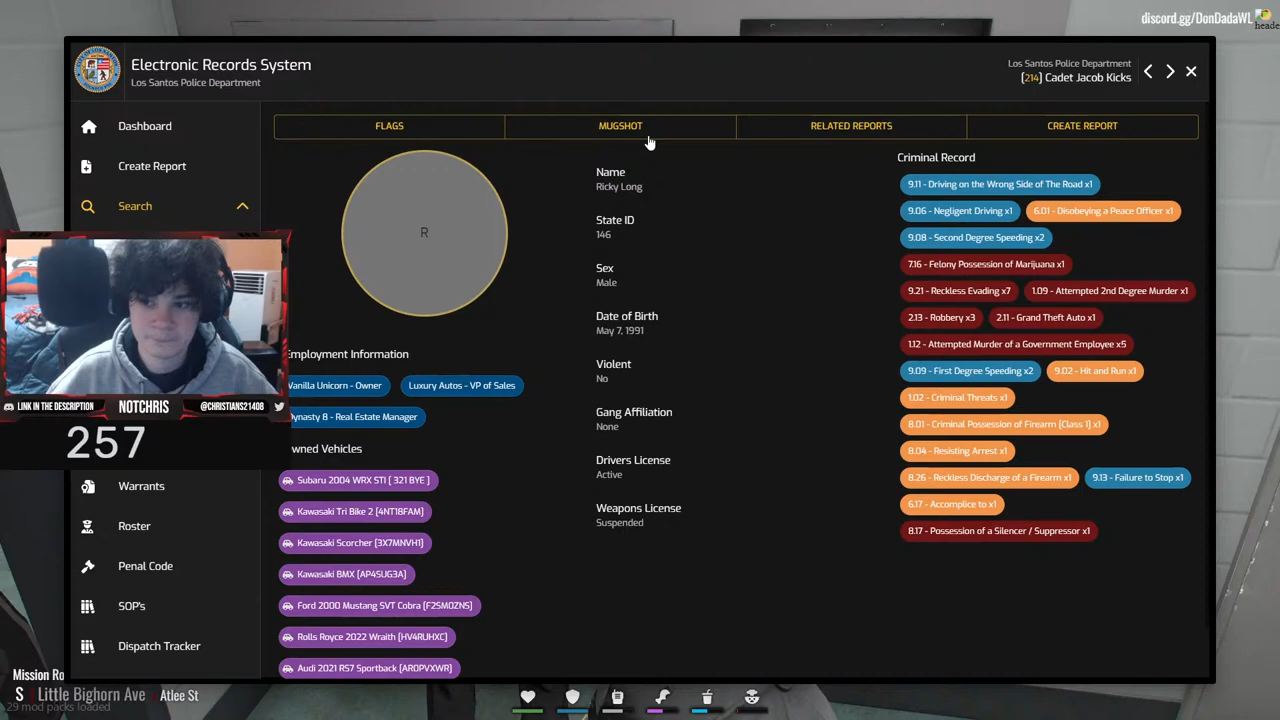 discord.gg/DonDadaWL
heade
Electronic Records System
Los Santos Police Department
Los Santos Police Department
[214] Cadet Jacob Kicks
Dashboard
Create Report
Search
Warrants
Roster
Penal Code
SOP's
Dispatch Tracker
FLAGS
MUGSHOT
RELATED REPORTS
CREATE REPORT
R
Employment Information
Vanilla Unicorn - Owner
Luxury Autos - VP of Sales
Dynasty 8 - Real Estate Manager
Owned Vehicles
Subaru 2004 WRX STI [ 321 BYE ]
Kawasaki Tri Bike 2 [4NT18FAM]
Kawasaki Scorcher [3X7MNVH1]
Kawasaki BMX [AP4SUG3A]
Ford 2000 Mustang SVT Cobra [F2SM0ZNS]
Rolls Royce 2022 Wraith [HV4RUHXC]
Audi 2021 RS7 Sportback [AR0PVXWR]
Name
Ricky Long
State ID
146
Sex
Male
Date of Birth
May 7, 1991
Violent
No
Gang Affiliation
None
Drivers License
Active
Weapons License
Suspended
Criminal Record
9.11 - Driving on the Wrong Side of The Road x1
9.06 - Negligent Driving x1
6.01 - Disobeying a Peace Officer x1
9.08 - Second Degree Speeding x2
7.16 - Felony Possession of Marijuana x1
9.21 - Reckless Evading x7
1.09 - Attempted 2nd Degree Murder x1
2.13 - Robbery x3
2.11 - Grand Theft Auto x1
1.12 - Attempted Murder of a Government Employee x5
9.09 - First Degree Speeding x2
9.02 - Hit and Run x1
1.02 - Criminal Threats x1
8.01 - Criminal Possession of Firearm [Class 1] x1
8.04 - Resisting Arrest x1
8.26 - Reckless Discharge of a Firearm x1
9.13 - Failure to Stop x1
6.17 - Accomplice to x1
8.17 - Possession of a Silencer / Suppressor x1
LINK IN THE DESCRIPTION
NOTCHRIS
@CHRISTIANS21408
257
Mission Ro
S | Little Bighorn Ave | Atlee St
29 mod packs loaded